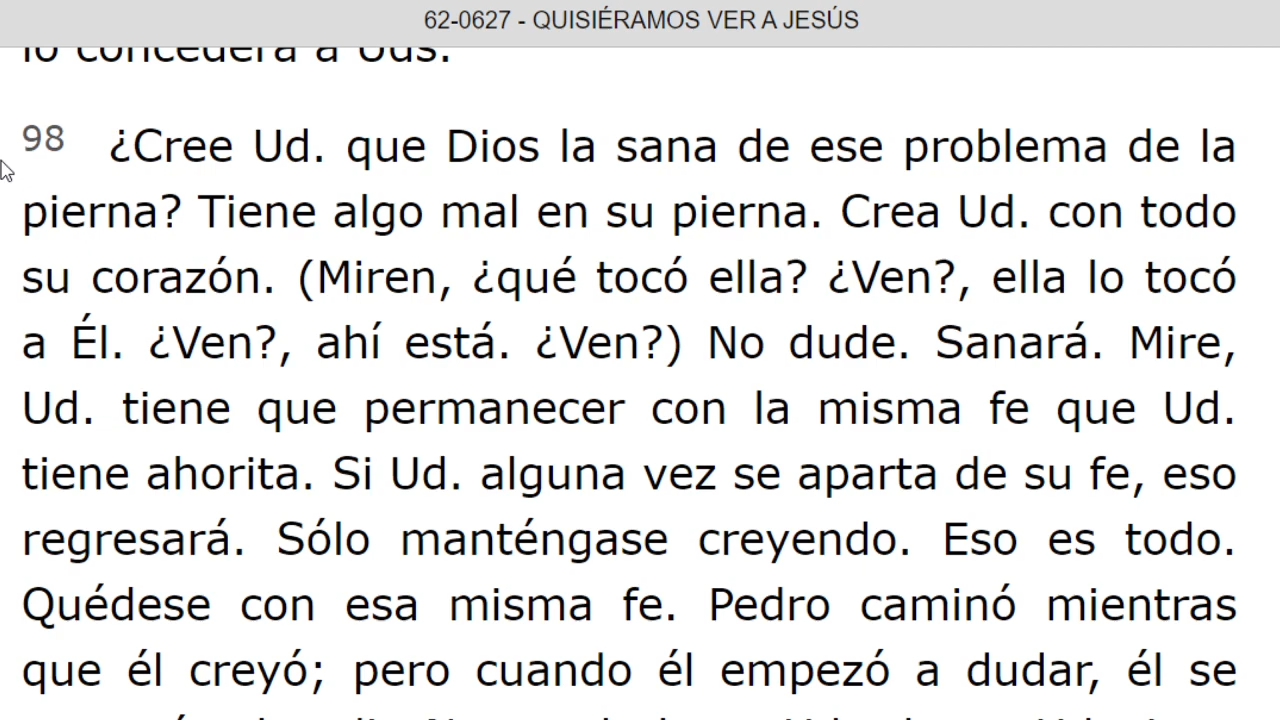 62-0627 - QUISIÉRAMOS VER A JESÚS
lo concederá a Uds.
98 ¿Cree Ud. que Dios la sana de ese problema de la
pierna? Tiene algo mal en su pierna. Crea Ud. con todo
su corazón. (Miren, ¿qué tocó ella? ¿Ven?, ella lo tocó
a Él. ¿Ven?, ahí está. ¿Ven?) No dude. Sanará. Mire,
Ud. tiene que permanecer con la misma fe que Ud.
tiene ahorita. Si Ud. alguna vez se aparta de su fe, eso
regresará. Sólo manténgase creyendo. Eso es todo.
Quédese con esa misma fe. Pedro caminó mientras
que él creyó; pero cuando él empezó a dudar, él se